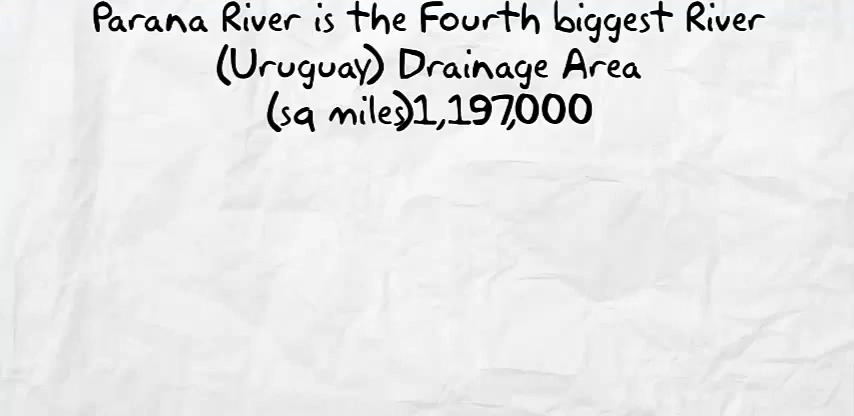 Parana River is the Fourth biggest River
(Uruguay) Drainage Area
(sq miles)1,197,000